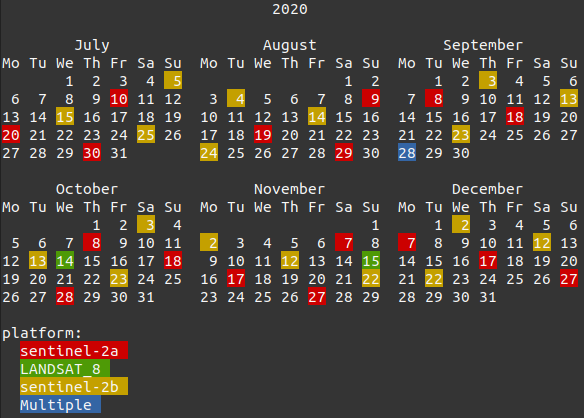 2020
July August September
Mo Tu We Th Fr Sa Su Mo Tu We Th Fr Sa Su Mo Tu We Th Fr Sa Su
1 2 3 4 5 1 2 1 2 3 4 5 6
6 7 8 9 10 11 12 3 4 5 6 7 8 9 7 8 9 10 11 12 13
13 14 15 16 17 18 19 10 11 12 13 14 15 16 14 15 16 17 18 19 20
20 21 22 23 24 25 26 17 18 19 20 21 22 23 21 22 23 24 25 26 27
27 28 29 30 31 24 25 26 27 28 29 30 28 29 30
October November December
Mo Tu We Th Fr Sa Su Mo Tu We Th Fr Sa Su Mo Tu We Th Fr Sa Su
1 2 3 4 1 1 2 3 4 5 6
5 6 7 8 9 10 11 2 3 4 5 6 7 8 7 8 9 10 11 12 13
12 13 14 15 16 17 18 9 10 11 12 13 14 15 14 15 16 17 18 19 20
19 20 21 22 23 24 25 16 17 18 19 20 21 22 21 22 23 24 25 26 27
26 27 28 29 30 31 23 24 25 26 27 28 29 28 29 30 31
platform:
sentinel-2a
LANDSAT_8
sentinel-2b
Multiple